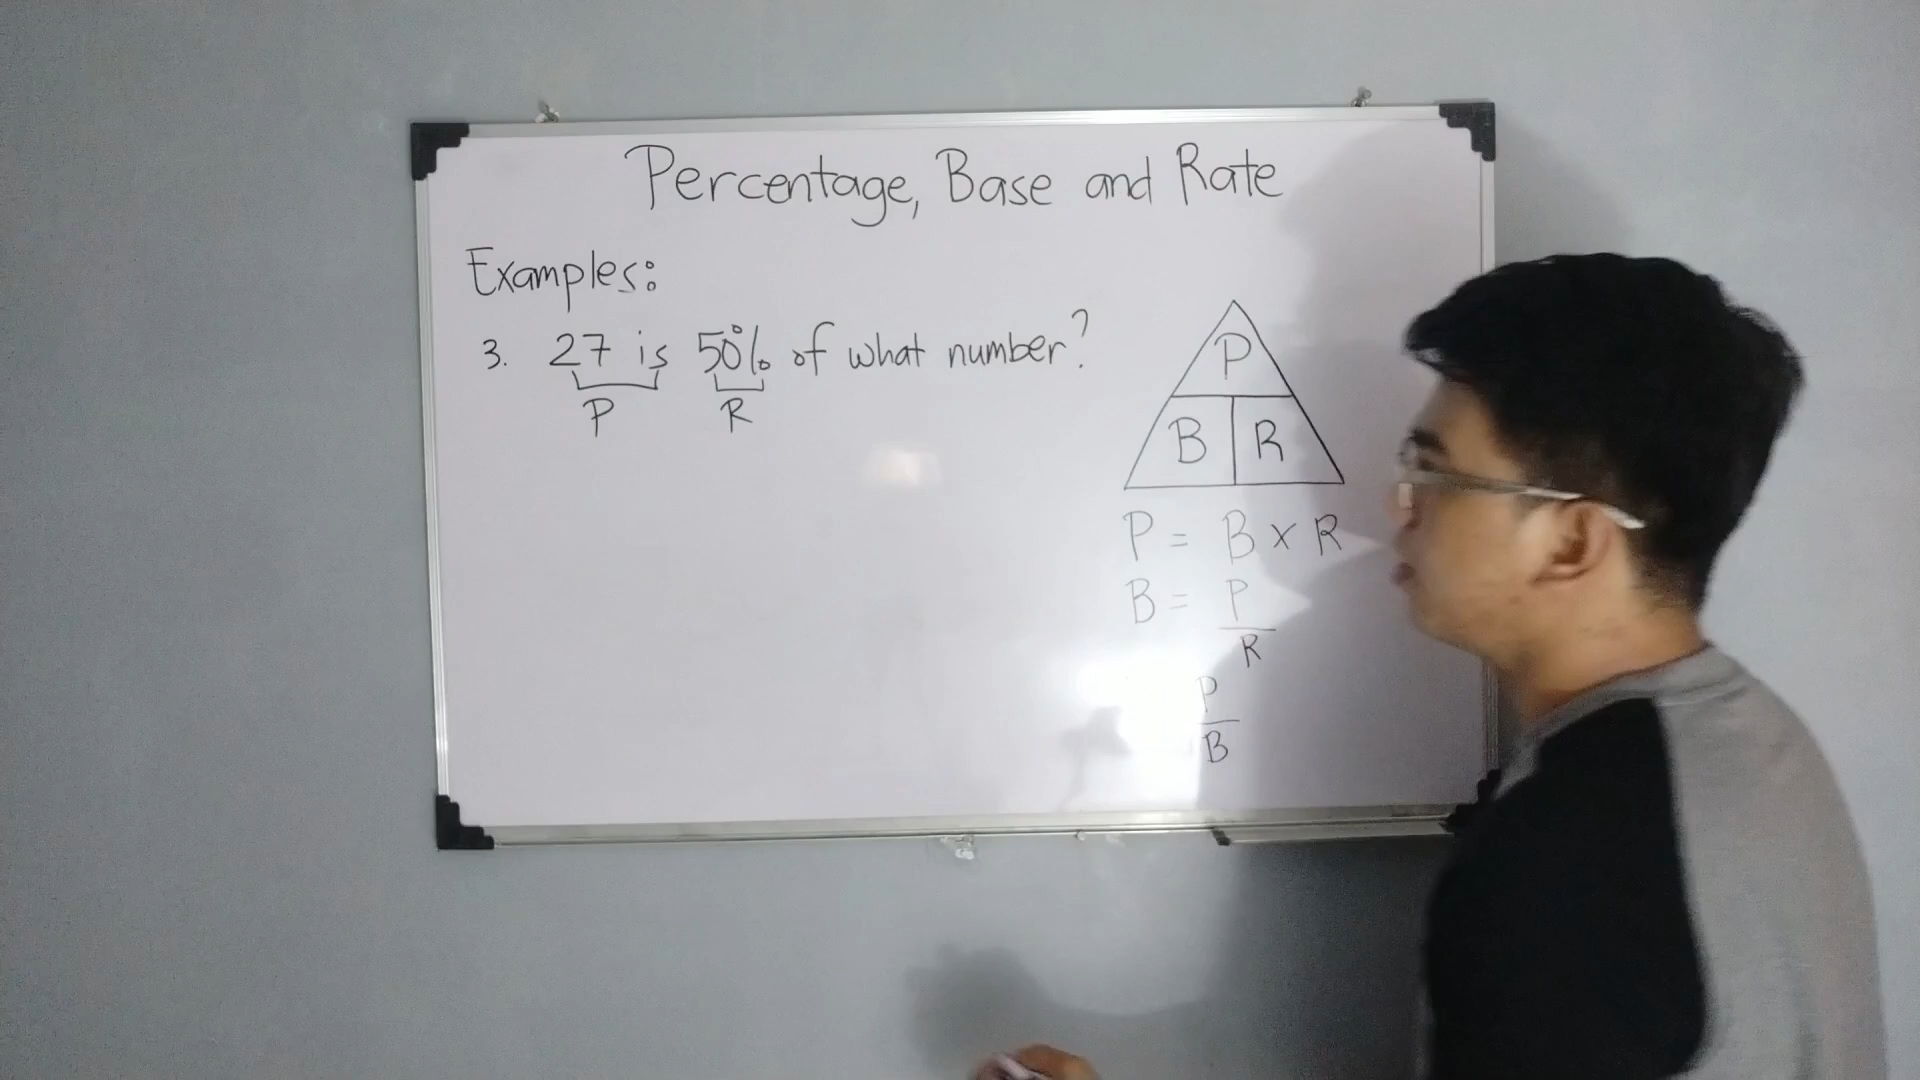 Percentage, Base and Rate
Examples:
3. 27 is 50% of what number?
P R
P
B R
P = B x R
B = P
R
P
B